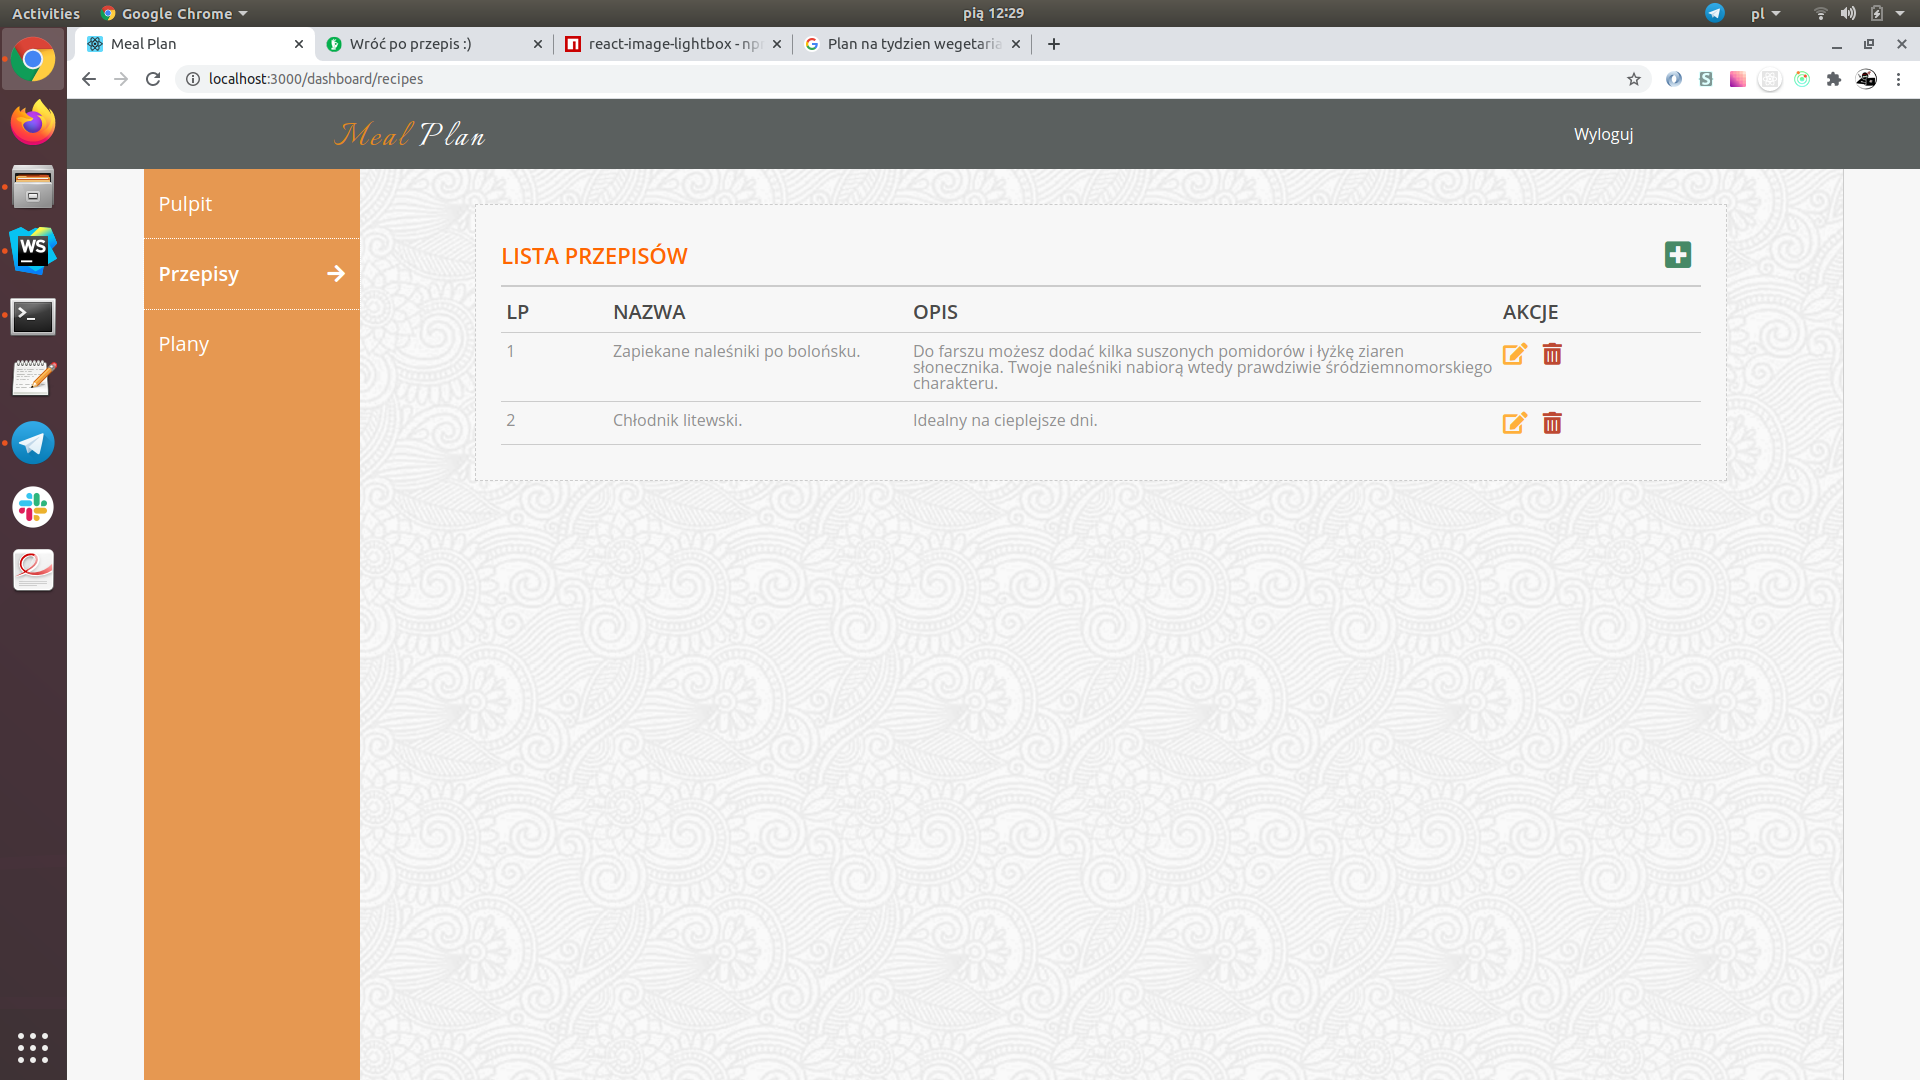 Activities
Google Chrome
pią 12:29
pl
Meal Plan
Wróć po przepis :)
react-image-lightbox - np
Plan na tydzien wegetaria
localhost:3000/dashboard/recipes
Meal Plan
Wyloguj
Pulpit
Przepisy
Plany
LISTA PRZEPISÓW
LP NAZWA OPIS AKCJE
1 Zapiekane naleśniki po bolońsku. Do farszu możesz dodać kilka suszonych pomidorów i łyżkę ziaren
słonecznika. Twoje naleśniki nabiorą wtedy prawdziwie śródziemnomorskiego
charakteru.
2 Chłodnik litewski. Idealny na cieplejsze dni.
WS